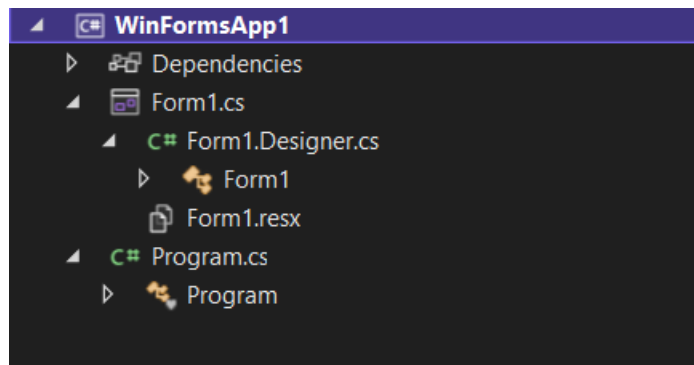 C# WinFormsApp1
Dependencies
Form1.cs
C# Form1.Designer.cs
Form1
Form1.resx
C# Program.cs
Program